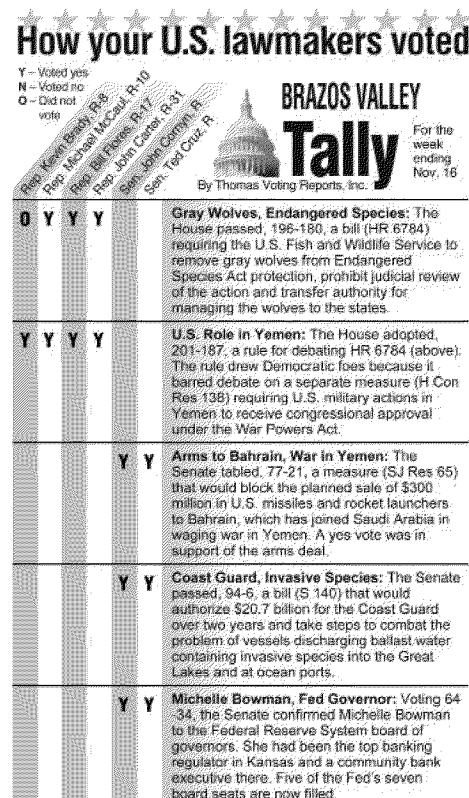 How your U.S. lawmakers voted
Y – Voted yes
N – Voted no
O – Did not
vote
Rep. Kevin Brady, R-8
Rep. Michael McCaul, R-10
Rep. Bill Flores, R-17
Rep. John Carter, R-31
Sen. John Cornyn, R
Sen. Ted Cruz, R
BRAZOS VALLEY
Tally
For the
week
ending
Nov. 16
By Thomas Voting Reports, Inc.
O Y Y Y
Gray Wolves, Endangered Species: The
House passed, 196-180, a bill (HR 6784)
requiring the U.S. Fish and Wildlife Service to
remove gray wolves from Endangered
Species Act protection, prohibit judicial review
of the action and transfer authority for
managing the wolves to the states.
Y Y Y Y
U.S. Role in Yemen: The House adopted,
201-187, a rule for debating HR 6784 (above).
The rule drew Democratic foes because it
barred debate on a separate measure (H Con
Res 138) requiring U.S. military actions in
Yemen to receive congressional approval
under the War Powers Act.
Y Y
Arms to Bahrain, War in Yemen: The
Senate tabled, 77-21, a measure (SJ Res 65)
that would block the planned sale of $300
million in U.S. missiles and rocket launchers
to Bahrain, which has joined Saudi Arabia in
waging war in Yemen. A yes vote was in
support of the arms deal.
Y Y
Coast Guard, Invasive Species: The Senate
passed, 94-6, a bill (S 140) that would
authorize $20.7 billion for the Coast Guard
over two years and take steps to combat the
problem of vessels discharging ballast water
containing invasive species into the Great
Lakes and at ocean ports.
Y Y
Michelle Bowman, Fed Governor: Voting 64
-34, the Senate confirmed Michelle Bowman
to the Federal Reserve System board of
governors. She had been the top banking
regulator in Kansas and a community bank
executive there. Five of the Fed's seven
board seats are now filled.